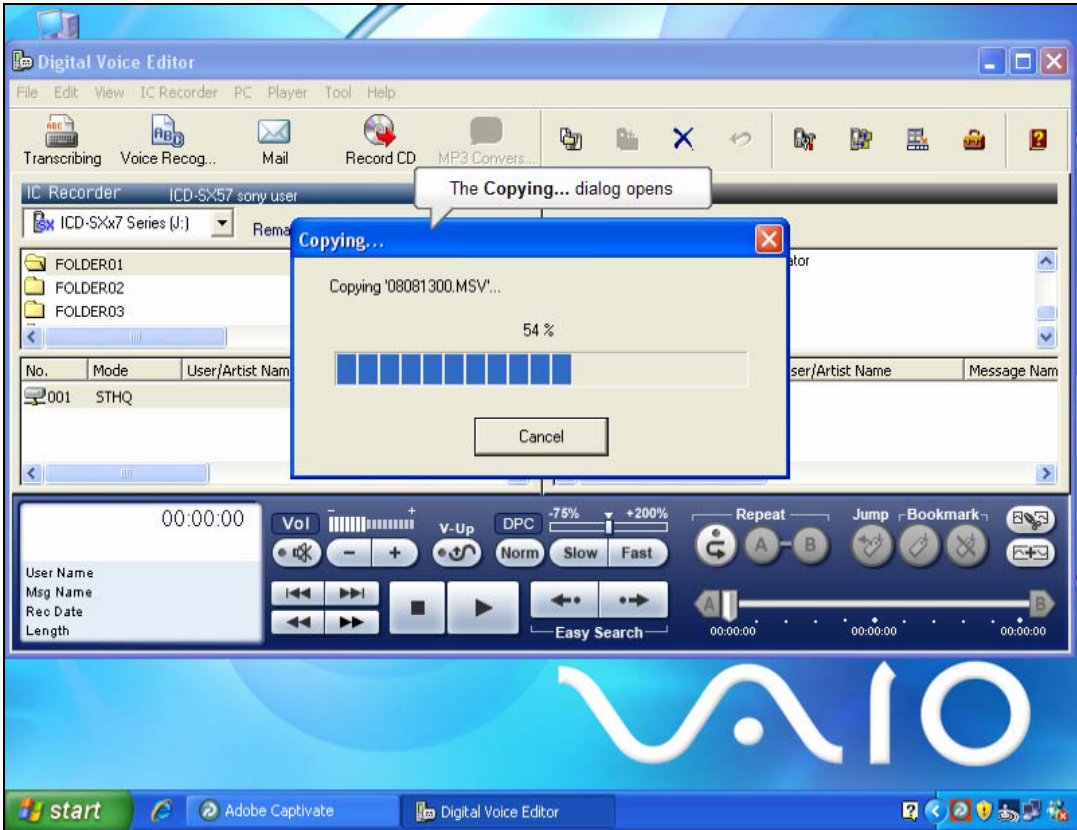 Digital Voice Editor
File Edit View IC Recorder PC Player Tool Help
Transcribing Voice Recog... Mail Record CD MP3 Convers...
The Copying... dialog opens
IC Recorder ICD-SX57 sony user
ICD-SXx7 Series (J:) Rema
Copying...
FOLDER01
FOLDER02
FOLDER03
ator
Copying '08081300.MSV'...
54 %
No. Mode User/Artist Nam
ser/Artist Name Message Nam
001 STHQ
Cancel
00:00:00
Vol - + V-Up DPC -75% +200% Repeat Jump Bookmark
- + Norm Slow Fast A - B
User Name
Msg Name
Rec Date
Length
Easy Search
A B
00:00:00 00:00:00 00:00:00
VAIO
start Adobe Captivate Digital Voice Editor